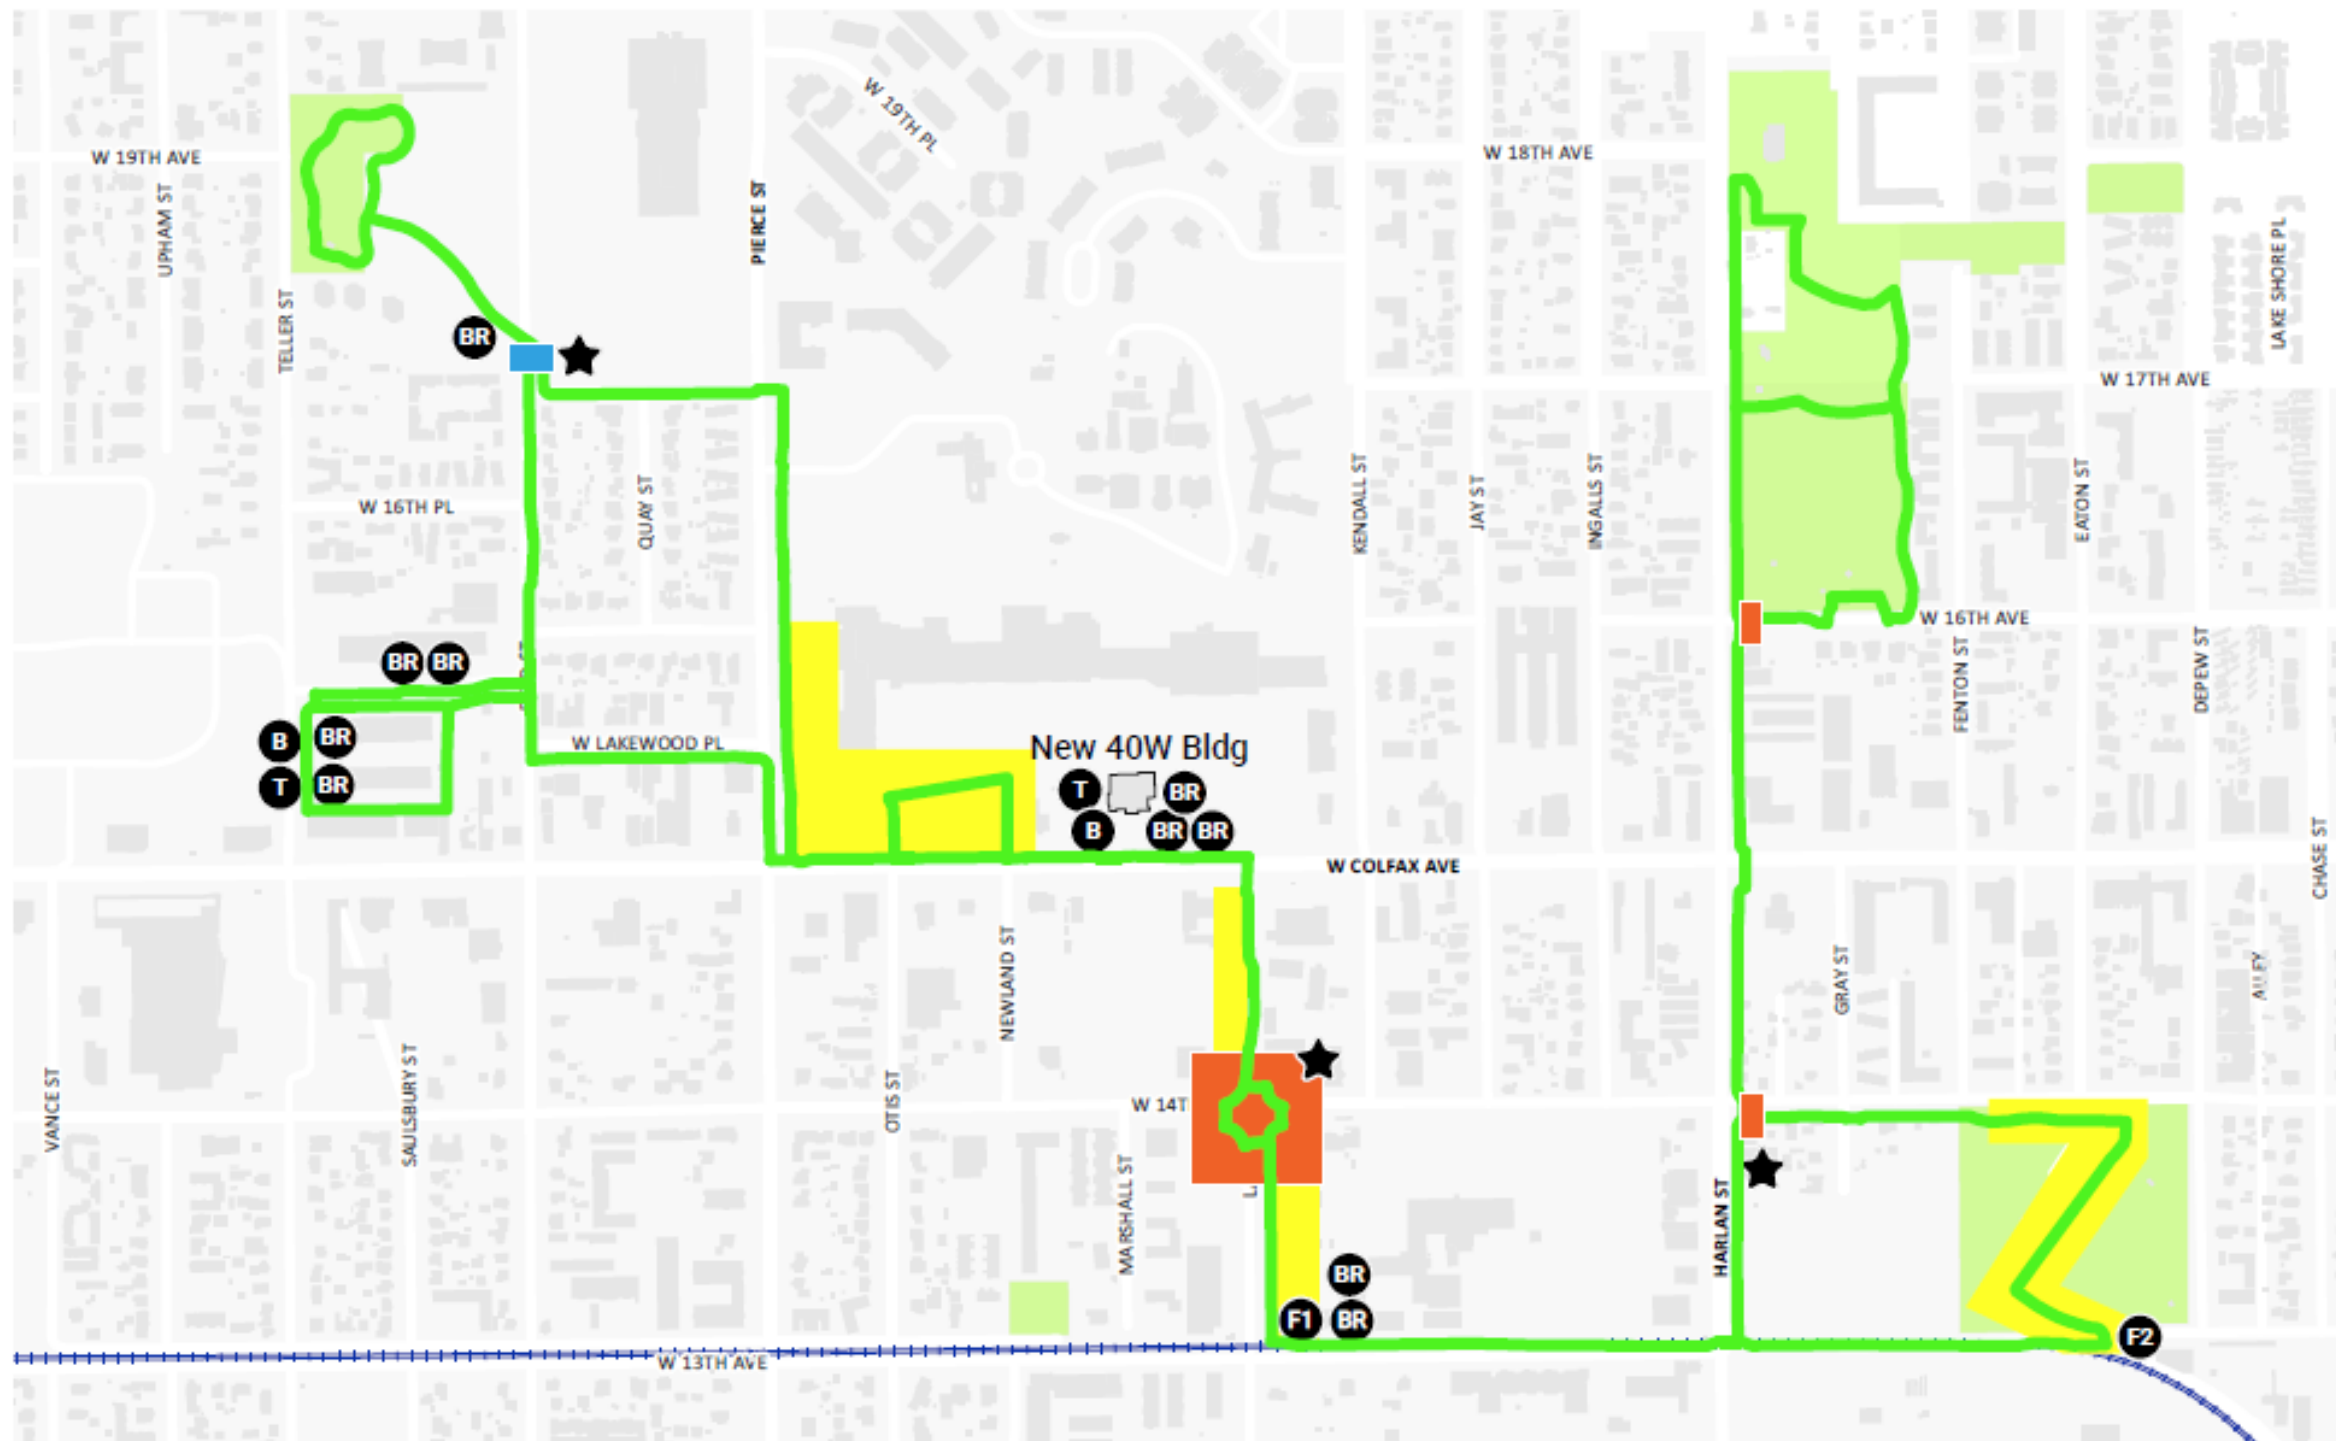 W 19TH PL
W 19TH AVE
W 18TH AVE
UPHAM ST
PIERCE ST
LAKE SHORE PL
TELLER ST
BR
W 17TH AVE
W 16TH PL
QUAY ST
KENDALL ST
JAY ST
INGALLS ST
EATON ST
W 16TH AVE
BR BR
FENTON ST
DEPEW ST
B BR
T BR
W LAKEWOOD PL
New 40W Bldg
T BR
B BR BR
W COLFAX AVE
CHASE ST
NEWLAND ST
GRAY ST
ALLEY
VANCE ST
SAULSBURY ST
OTIS ST
W 14T
MARSHALL ST
HARLAN ST
BR
F1 BR
F2
W 13TH AVE